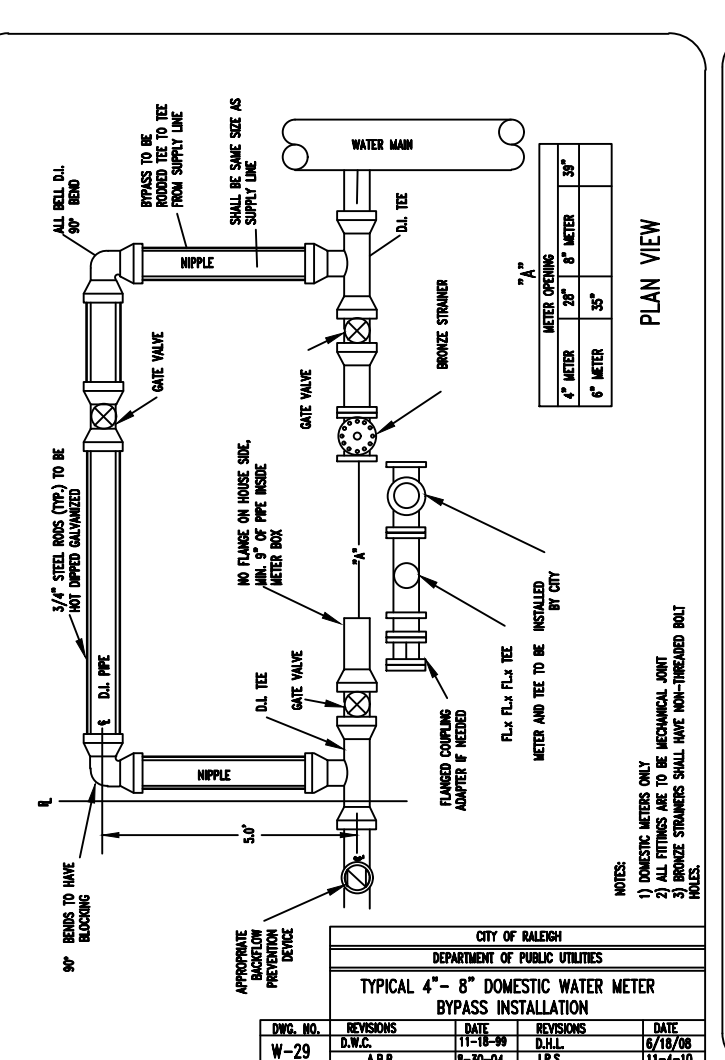 WATER MAIN
BYPASS TO BE
RODDED TEE TO TEE
FROM SUPPLY LINE
SHALL BE SAME SIZE AS
SUPPLY LINE
ALL BELL D.I.
90° BEND
NIPPLE
D.I. TEE
GATE VALVE
GATE VALVE
BRONZE STRAINER
"A"
METER OPENING
4" METER 28" 8" METER 39"
6" METER 35"
PLAN VIEW
3/4" STEEL RODS (TYP.) TO BE
HOT DIPPED GALVANIZED
NO FLANGE ON HOUSE SIDE,
MIN. 9" OF PIPE INSIDE
METER BOX
"A"
D.I. PIPE
℄
D.I. TEE
GATE VALVE
FL.x FL.x FL.x TEE
METER AND TEE TO BE INSTALLED
BY CITY
FLANGED COUPLING
ADAPTER IF NEEDED
NIPPLE
5.0'
℄
90° BENDS TO HAVE
BLOCKING
APPROPRIATE
BACKFLOW
PREVENTION
DEVICE
NOTES:
1) DOMESTIC METERS ONLY
2) ALL FITTINGS ARE TO BE MECHANICAL JOINT
3) BRONZE STRAINERS SHALL HAVE NON-THREADED BOLT
HOLES.
CITY OF RALEIGH
DEPARTMENT OF PUBLIC UTILITIES
TYPICAL 4"- 8" DOMESTIC WATER METER
BYPASS INSTALLATION
DWG. NO. REVISIONS DATE REVISIONS DATE
W-29 D.W.C. 11-18-99 D.H.L. 6/18/08
A.B.B. 8-30-04 J.P.S. 11-4-10